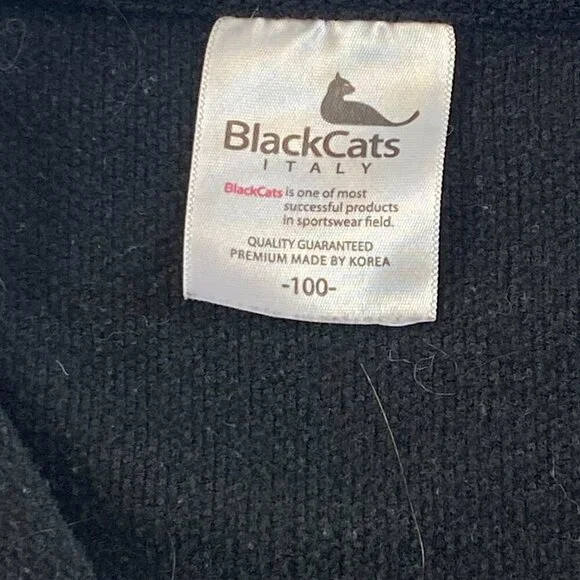 BlackCats
ITALY
BlackCats is one of most
successful products
in sportswear field.
QUALITY GUARANTEED
PREMIUM MADE BY KOREA
-100-